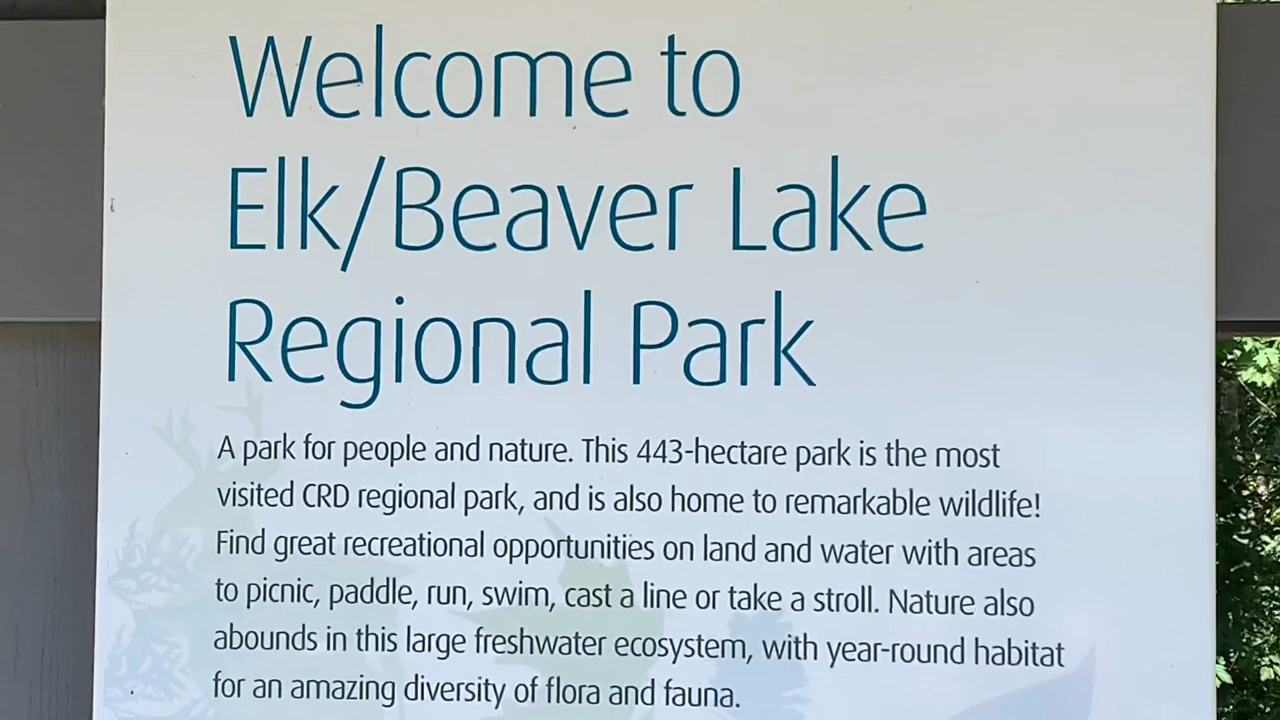 Welcome to
Elk/Beaver Lake
Regional Park
A park for people and nature. This 443-hectare park is the most
visited CRD regional park, and is also home to remarkable wildlife!
Find great recreational opportunities on land and water with areas
to picnic, paddle, run, swim, cast a line or take a stroll. Nature also
abounds in this large freshwater ecosystem, with year-round habitat
for an amazing diversity of flora and fauna.